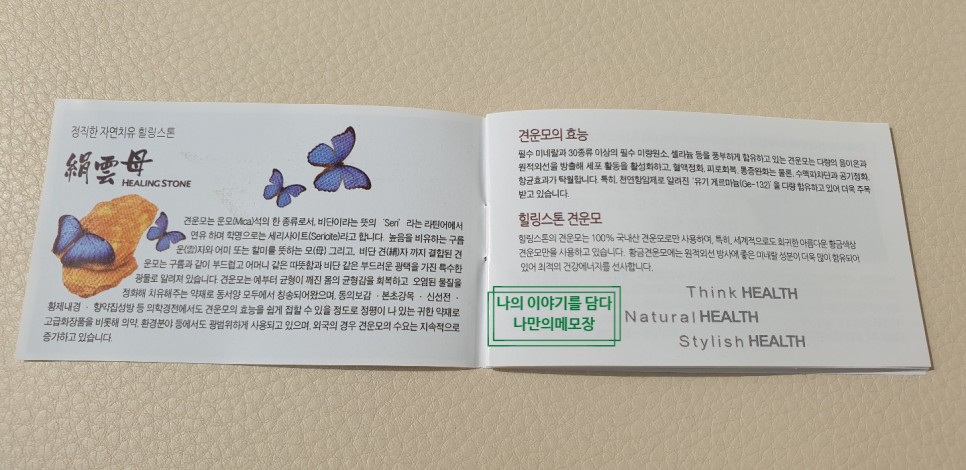 정직한 자연치유 힐링스톤
絹雲母
HEALING STONE
견운모는 운모(Mica)석의 한 종류로서, 비단이라는 뜻의 'Seri' 라는 라틴어에서
연유 하며 학명으로는 세리사이트(Sericite)라고 합니다. 높음을 비유하는 구름
운(雲)자와 어미 또는 할미를 뜻하는 모(母) 그리고, 비단 견(絹)자 까지 결합된 견
운모는 구름과 같이 부드럽고 어머니 같은 따뜻함과 비단 같은 부드러운 광택을 가진 특수한
광물로 알려져 있습니다. 견운모는 예부터 균형이 깨진 몸의 균형감을 회복하고 오염된 물질을
정화해 치유해주는 약재로 동서양 모두에서 칭송되어왔으며, 동의보감 · 본초강목 · 신선전 ·
황제내경 · 향약집성방 등 의학경전에서도 견운모의 효능을 쉽게 접할 수 있을 정도로 정평이 나 있는 귀한 약재로
고급화장품을 비롯해 의약, 환경분야 등에서도 광범위하게 사용되고 있으며, 외국의 경우 견운모의 수요는 지속적으로
증가하고 있습니다.
견운모의 효능
필수 미네랄과 30종류 이상의 필수 미량원소, 셀라늄 등을 풍부하게 함유하고 있는 견운모는 다량의 음이온과
원적외선을 방출해 세포 활동을 활성화하고, 혈액정화, 피로회복, 통증완화는 물론, 수맥파차단과 공기정화,
항균효과가 탁월합니다. 특히, 천연항암제로 알려진 '유기 게르마늄(Ge-132)'을 다량 함유하고 있어 더욱 주목
받고 있습니다.
힐링스톤 견운모
힐링스톤의 견운모는 100% 국내산 견운모로만 사용하며, 특히, 세계적으로도 희귀한 아름다운 황금색상
견운모만을 사용하고 있습니다. 황금견운모에는 원적외선 방사에 좋은 미네랄 성분이 더욱 많이 함유되어
있어 최적의 건강에너지를 선사합니다.
Think HEALTH
Natural HEALTH
Stylish HEALTH
나의 이야기를 담다
나만의메모장